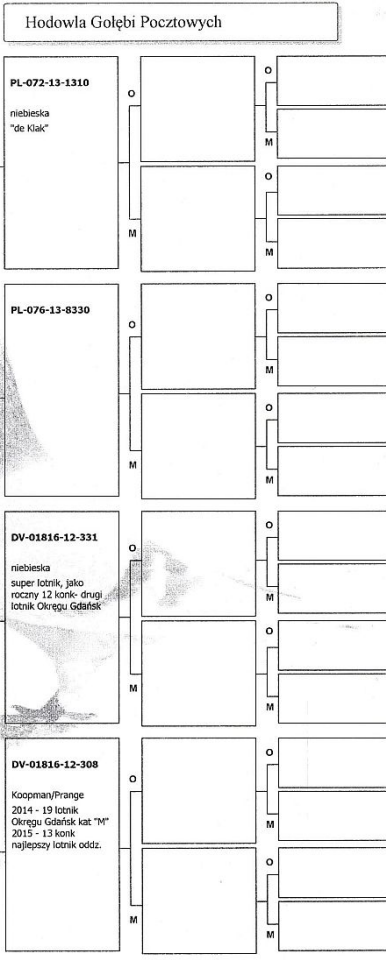 Hodowla Gołębi Pocztowych
PL-072-13-1310
niebieska
"de Klak"
O
M
O
M
O
M
PL-076-13-8330
O
M
O
M
O
M
DV-01816-12-331
niebieska
super lotnik, jako
roczny 12 konk- drugi
lotnik Okręgu Gdańsk
O
M
O
M
O
M
DV-01816-12-308
Koopman/Prange
2014 - 19 lotnik
Okręgu Gdańsk kat "M"
2015 - 13 konk
najlepszy lotnik oddz.
O
M
O
M
O
M